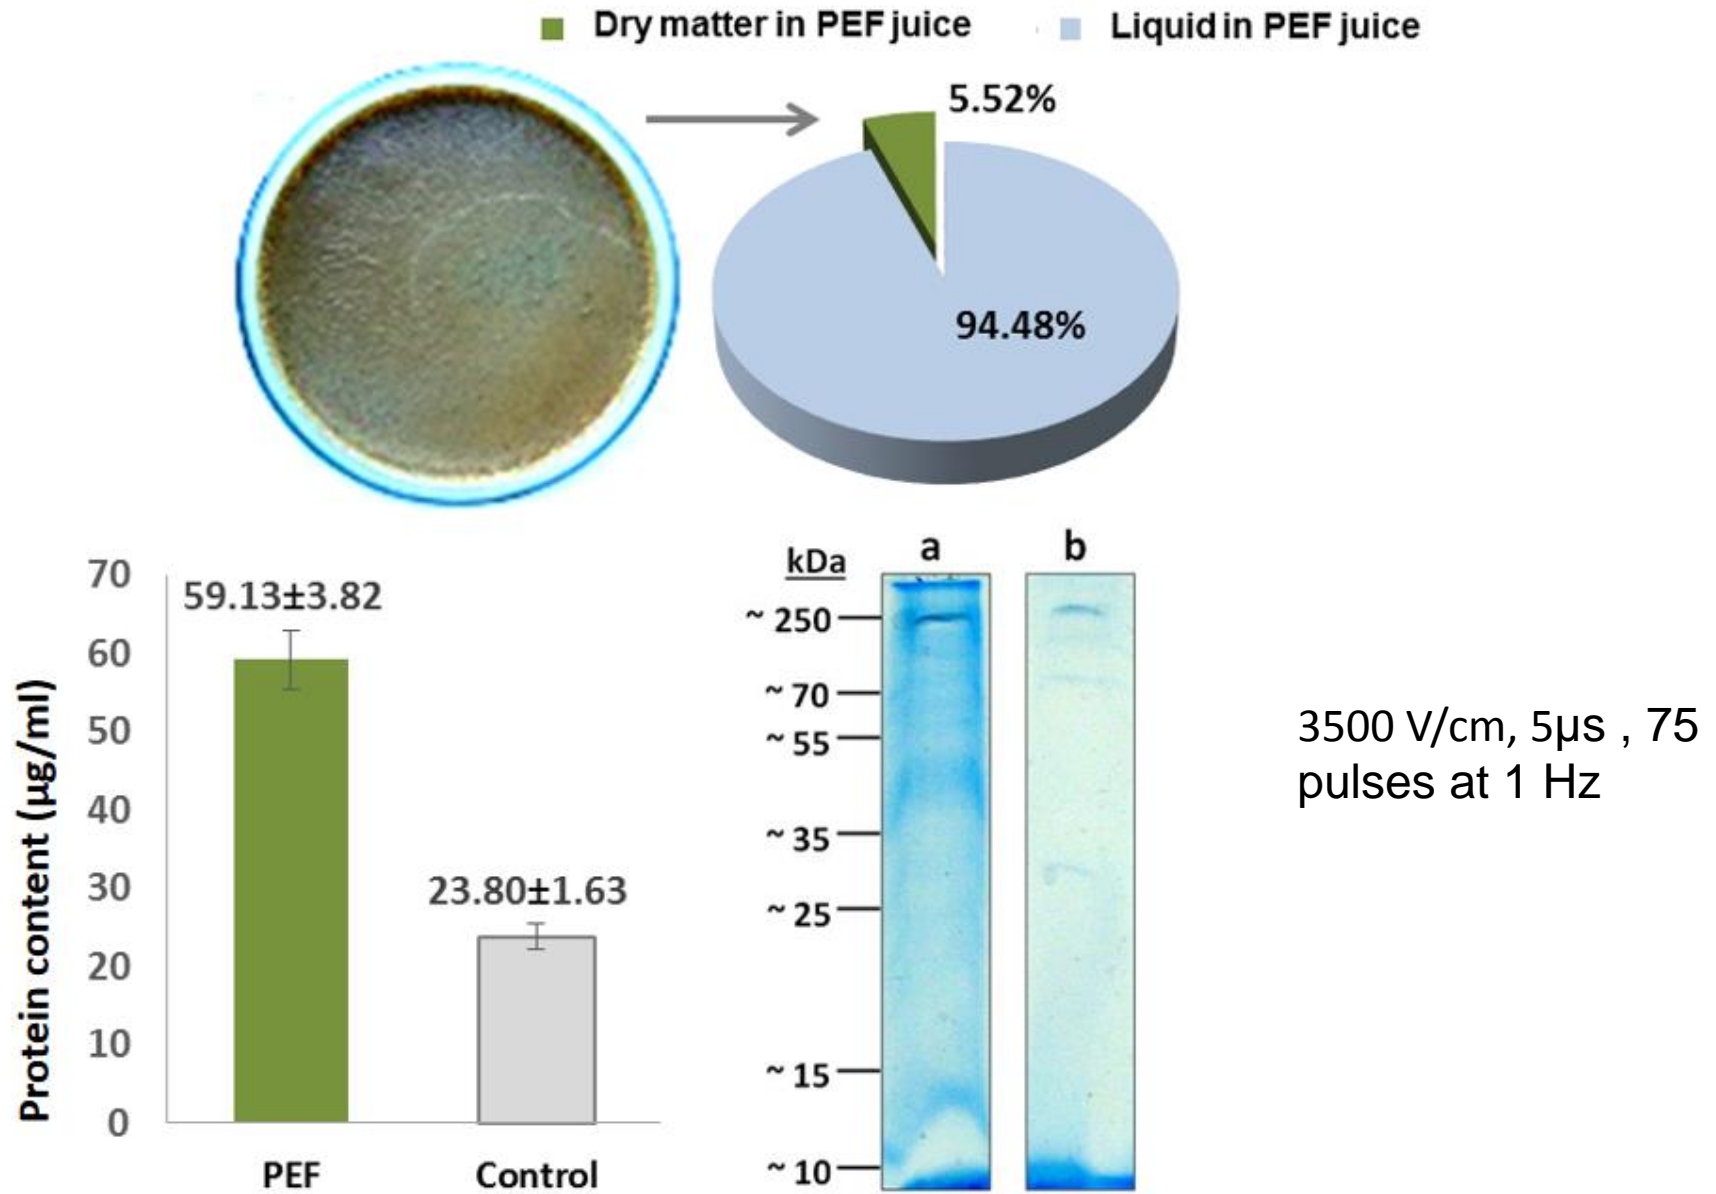 Dry matter in PEF juice
Liquid in PEF juice
5.52%
94.48%
Protein content (µg/ml)
70
60
50
40
30
20
10
0
59.13±3.82
23.80±1.63
PEF
Control
kDa
a
b
~ 250
~ 70
~ 55
~ 35
~ 25
~ 15
~ 10
3500 V/cm, 5µs , 75
pulses at 1 Hz